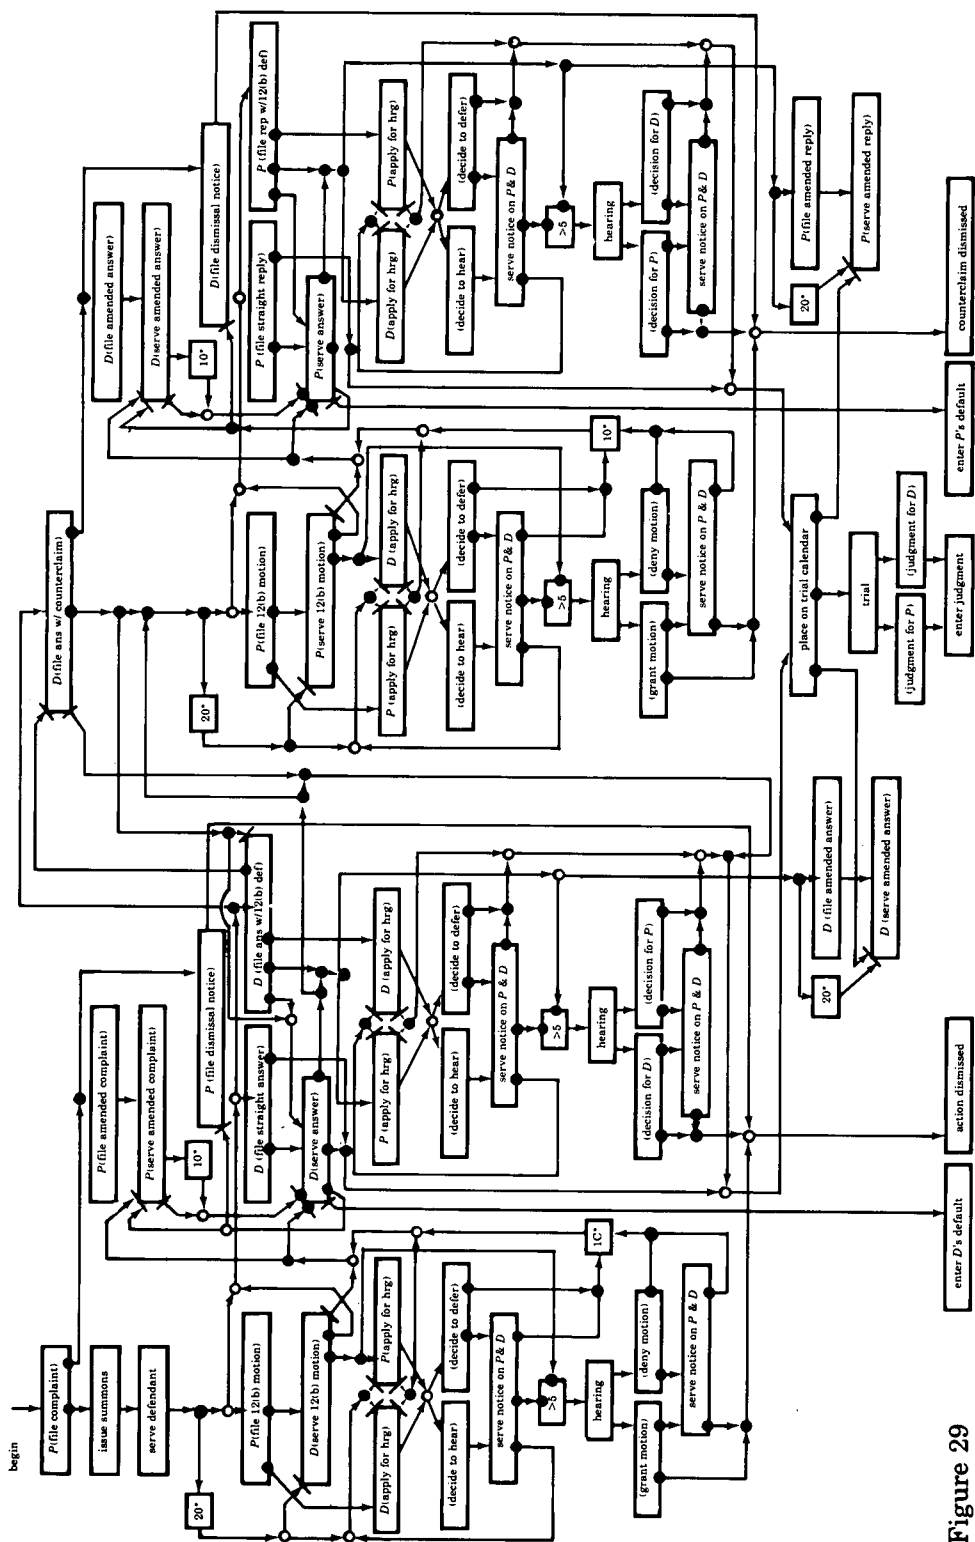 begin
P(file complaint)
issue summons
serve defendant
20°
P(file 12(b) motion)
D(serve 12(b) motion)
D(apply for hrg)
P(apply for hrg)
(decide to hear)
(decide to defer)
serve notice on P & D
>5
hearing
(grant motion)
(deny motion)
serve notice on P & D
1C°
P(file amended complaint)
P(serve amended complaint)
10°
P (file dismissal notice)
D (file straight answer)
D (file ans w/12(b) def)
D(serve answer)
P (apply for hrg)
D (apply for hrg)
(decide to hear)
(decide to defer)
serve notice on P & D
>5
hearing
(decision for D)
(decision for P)
serve notice on P & D
20°
D (file amended answer)
D (serve amended answer)
enter D's default
action dismissed
D(file ans w/ counterclaim)
20°
P(file 12(b) motion)
P(serve 12(b) motion)
P (apply for hrg)
D (apply for hrg)
(decide to hear)
(decide to defer)
serve notice on P & D
>5
hearing
(grant motion)
(deny motion)
serve notice on P & D
10°
place on trial calendar
trial
(judgment for P)
(judgment for D)
enter judgment
D(file amended answer)
D(serve amended answer)
10°
D(file dismissal notice)
P (file straight reply)
P (file rep w/12(b) def)
P(serve answer)
D(apply for hrg)
P(apply for hrg)
(decide to hear)
(decide to defer)
serve notice on P & D
>5
hearing
(decision for P)
(decision for D)
serve notice on P & D
20°
P(file amended reply)
P(serve amended reply)
enter P's default
counterclaim dismissed
Figure 29